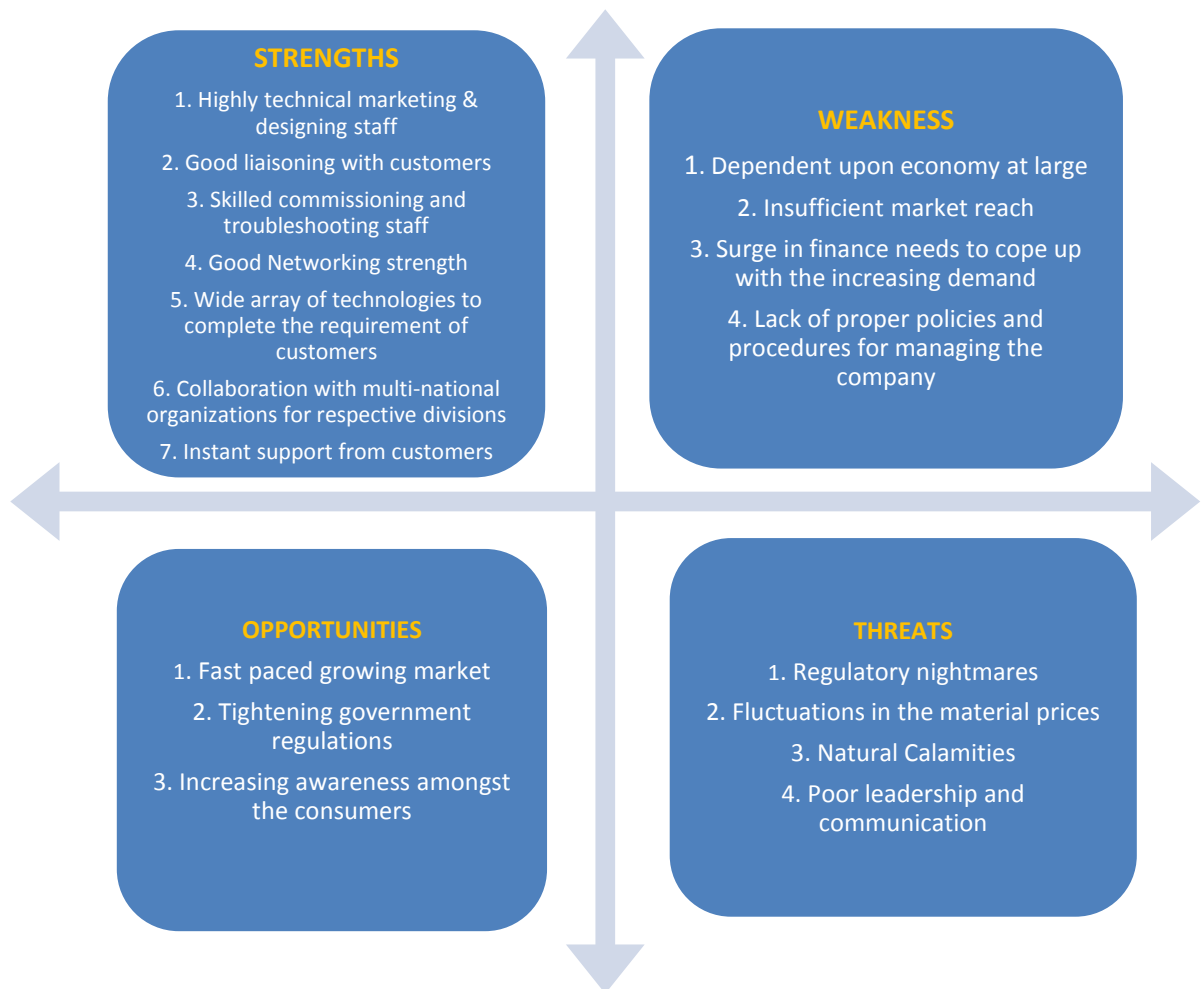 STRENGTHS
1. Highly technical marketing &
designing staff
2. Good liaisoning with customers
3. Skilled commissioning and
troubleshooting staff
4. Good Networking strength
5. Wide array of technologies to
complete the requirement of
customers
6. Collaboration with multi-national
organizations for respective divisions
7. Instant support from customers
WEAKNESS
1. Dependent upon economy at large
2. Insufficient market reach
3. Surge in finance needs to cope up
with the increasing demand
4. Lack of proper policies and
procedures for managing the
company
OPPORTUNITIES
1. Fast paced growing market
2. Tightening government
regulations
3. Increasing awareness amongst
the consumers
THREATS
1. Regulatory nightmares
2. Fluctuations in the material prices
3. Natural Calamities
4. Poor leadership and
communication